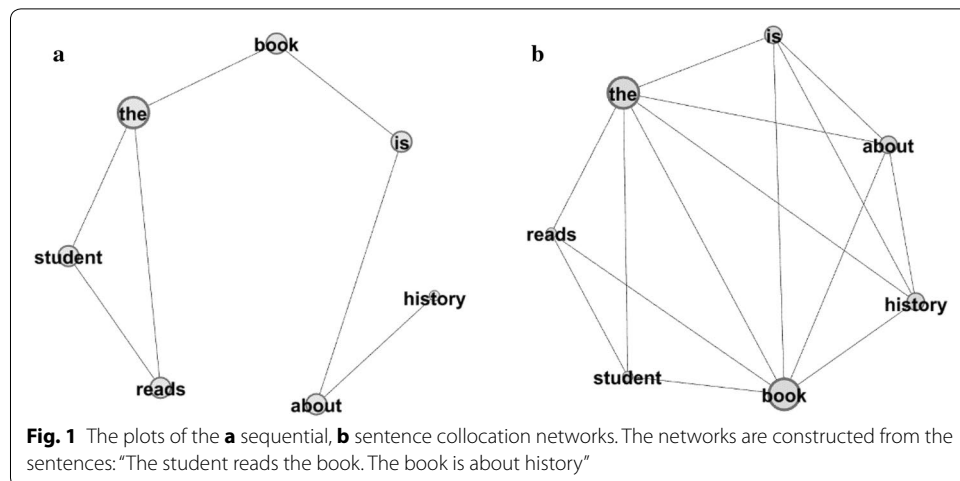 a
b
book
is
the
the
is
about
student
reads
history
history
reads
student
about
book
Fig. 1 The plots of the a sequential, b sentence collocation networks. The networks are constructed from the
sentences: “The student reads the book. The book is about history”